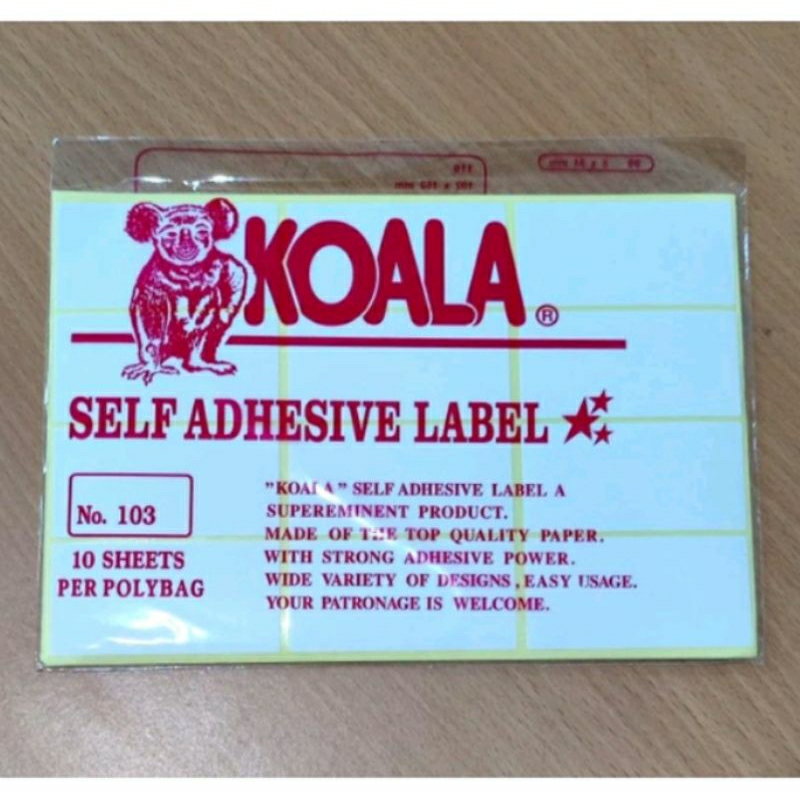 KOALA ®
SELF ADHESIVE LABEL
No. 103
10 SHEETS
PER POLYBAG
"KOALA" SELF ADHESIVE LABEL A
SUPEREMINENT PRODUCT.
MADE OF THE TOP QUALITY PAPER.
WITH STRONG ADHESIVE POWER.
WIDE VARIETY OF DESIGNS, EASY USAGE.
YOUR PATRONAGE IS WELCOME.